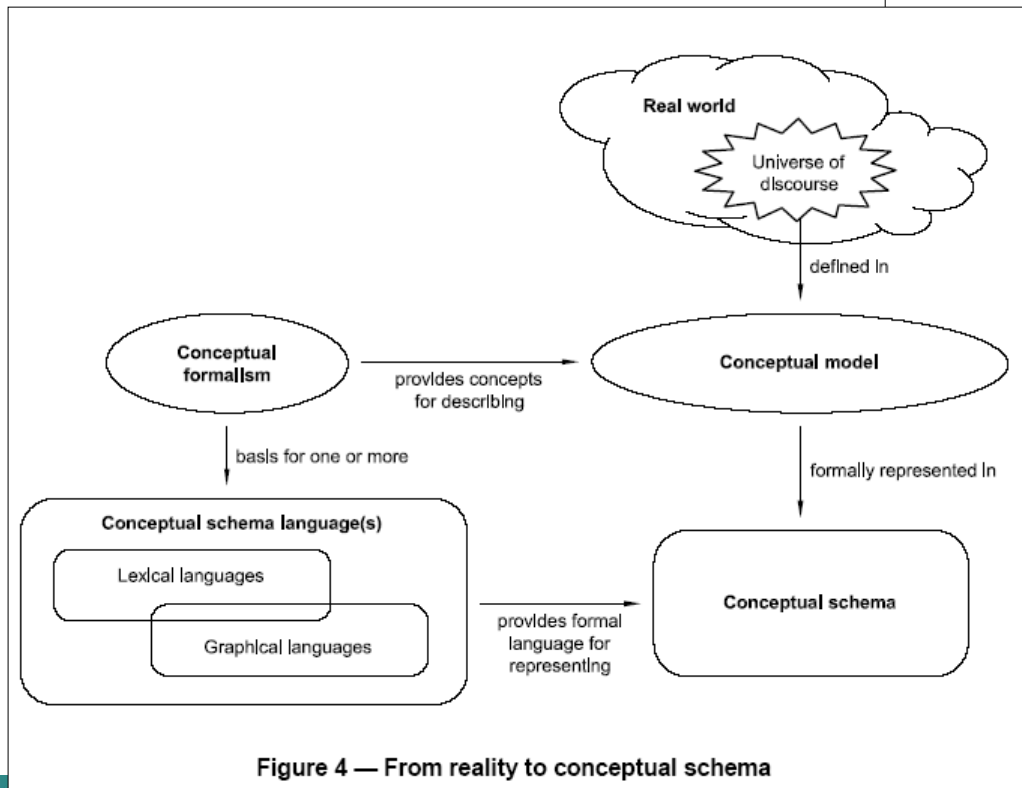 Real world
Universe of
discourse
defined in
Conceptual
formalism
provides concepts
for describing
Conceptual model
basis for one or more
formally represented in
Conceptual schema language(s)
Lexical languages
Graphical languages
provides formal
language for
representing
Conceptual schema
Figure 4 — From reality to conceptual schema